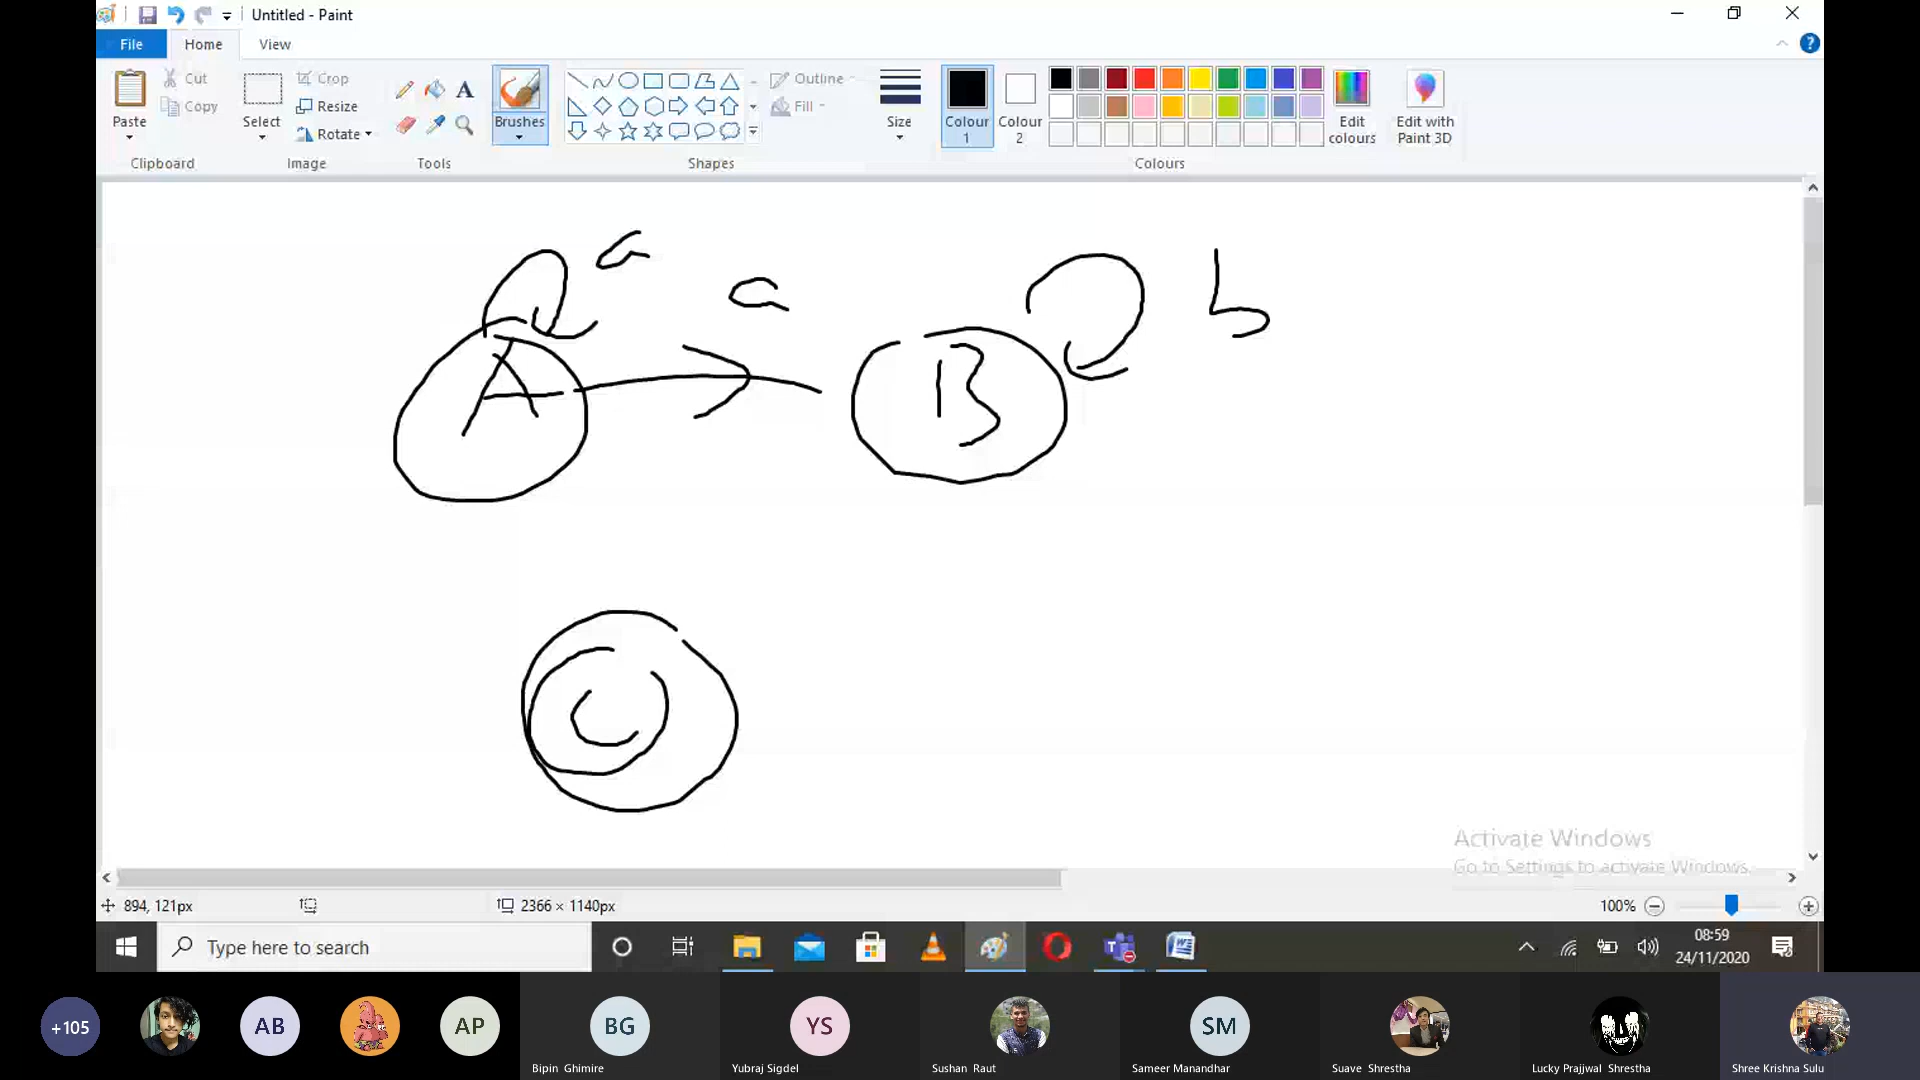 Untitled - Paint
File Home View
Paste Cut Copy Clipboard
Select Crop Resize Rotate Image
A Tools
Brushes
Shapes Outline Fill
Size
Colour 1 Colour 2 Colours Edit colours
Edit with Paint 3D
a
a b
A B
C
Activate Windows
Go to Settings to activate Windows.
894, 121px 2366 × 1140px 100%
Type here to search 08:59
24/11/2020
+105 AB AP BG YS SM
Bipin Ghimire Yubraj Sigdel Sushan Raut Sameer Manandhar Suave Shrestha Lucky Prajjwal Shrestha Shree Krishna Sulu